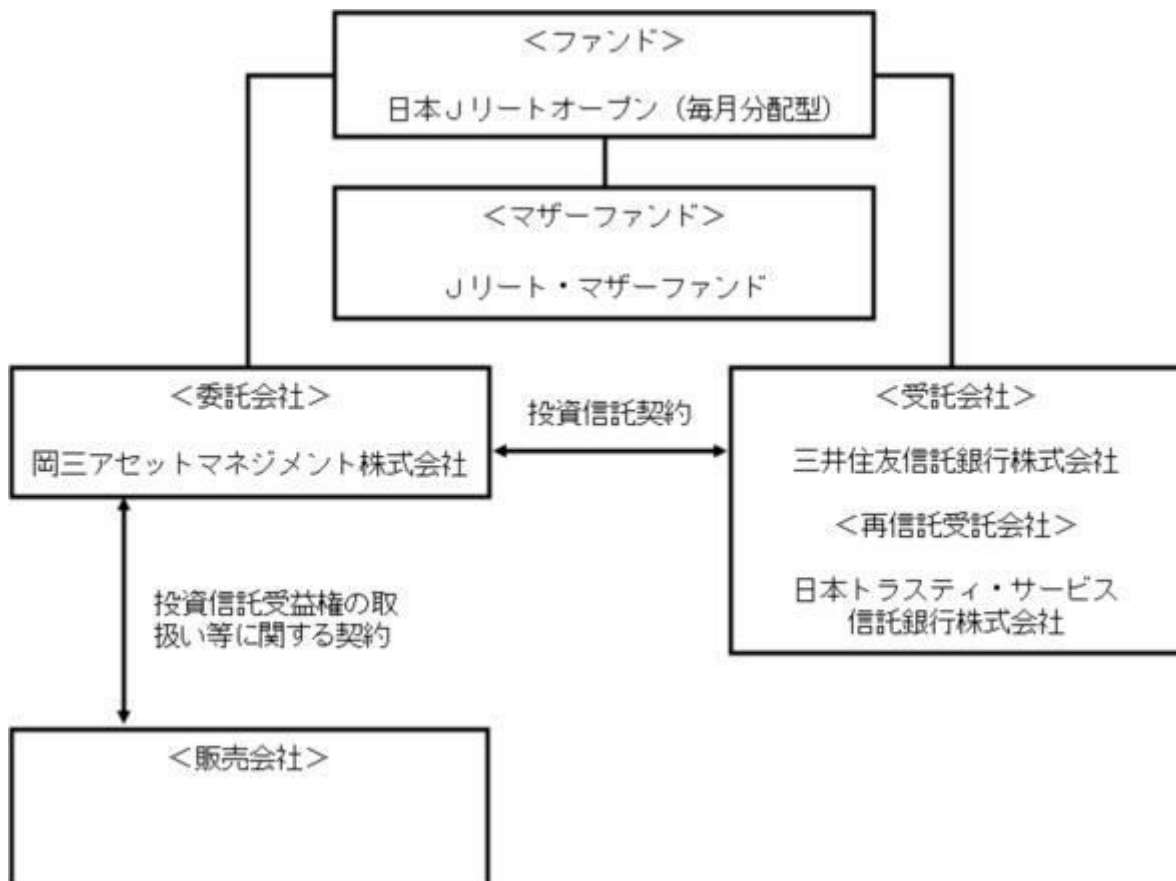 ＜ファンド＞
日本Ｊリートオープン（毎月分配型）
＜マザーファンド＞
Ｊリート・マザーファンド
＜委託会社＞
岡三アセットマネジメント株式会社
投資信託契約
＜受託会社＞
三井住友信託銀行株式会社
＜再信託受託会社＞
日本トラスティ・サービス
信託銀行株式会社
投資信託受益権の取
扱い等に関する契約
＜販売会社＞